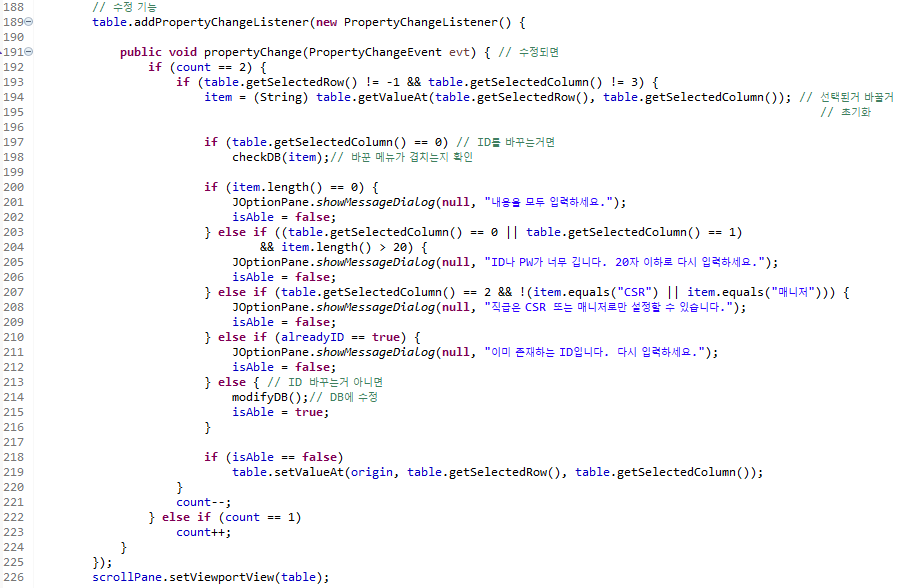 188 // 수정 기능
189 table.addPropertyChangeListener(new PropertyChangeListener() {
190
191 public void propertyChange(PropertyChangeEvent evt) { // 수정되면
192 if (count == 2) {
193 if (table.getSelectedRow() != -1 && table.getSelectedColumn() != 3) {
194 item = (String) table.getValueAt(table.getSelectedRow(), table.getSelectedColumn()); // 선택된거 바꿀거
195 // 초기화
196
197 if (table.getSelectedColumn() == 0) // ID를 바꾸는거면
198 checkDB(item);// 바꾼 메뉴가 겹치는지 확인
199
200 if (item.length() == 0) {
201 JOptionPane.showMessageDialog(null, "내용을 모두 입력하세요.");
202 isAble = false;
203 } else if ((table.getSelectedColumn() == 0 || table.getSelectedColumn() == 1)
204 && item.length() > 20) {
205 JOptionPane.showMessageDialog(null, "ID나 PW가 너무 깁니다. 20자 이하로 다시 입력하세요.");
206 isAble = false;
207 } else if (table.getSelectedColumn() == 2 && !(item.equals("CSR") || item.equals("매니저"))) {
208 JOptionPane.showMessageDialog(null, "직급은 CSR 또는 매니저로만 설정할 수 있습니다.");
209 isAble = false;
210 } else if (alreadyID == true) {
211 JOptionPane.showMessageDialog(null, "이미 존재하는 ID입니다. 다시 입력하세요.");
212 isAble = false;
213 } else { // ID 바꾸는거 아니면
214 modifyDB();// DB에 수정
215 isAble = true;
216 }
217
218 if (isAble == false)
219 table.setValueAt(origin, table.getSelectedRow(), table.getSelectedColumn());
220 }
221 count--;
222 } else if (count == 1)
223 count++;
224 }
225 });
226 scrollPane.setViewportView(table);